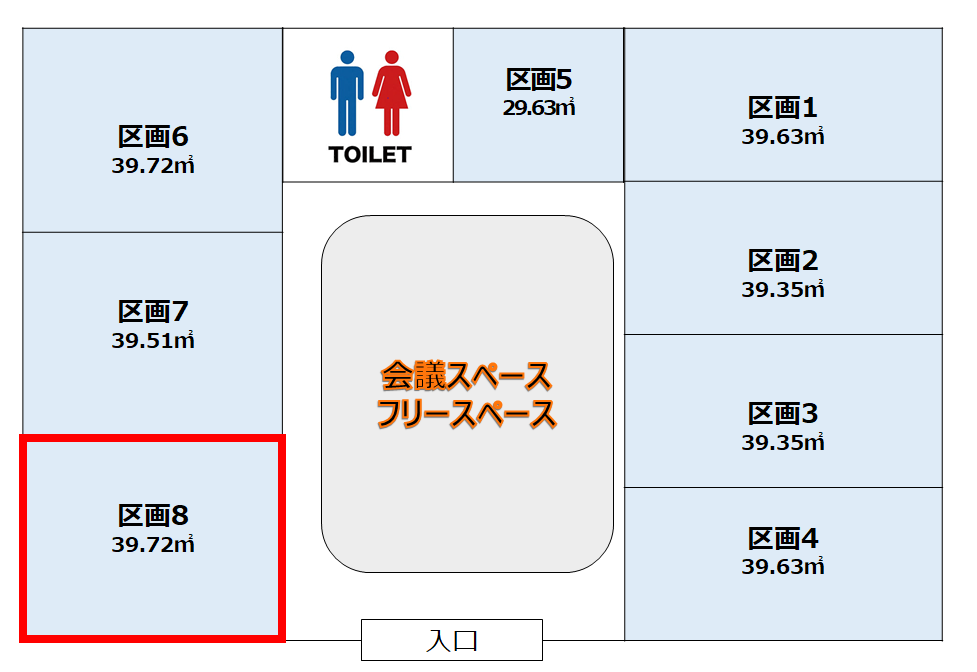 区画6
39.72㎡
TOILET
区画5
29.63㎡
区画1
39.63㎡
区画2
39.35㎡
区画7
39.51㎡
会議スペース
フリースペース
区画3
39.35㎡
区画8
39.72㎡
区画4
39.63㎡
入口